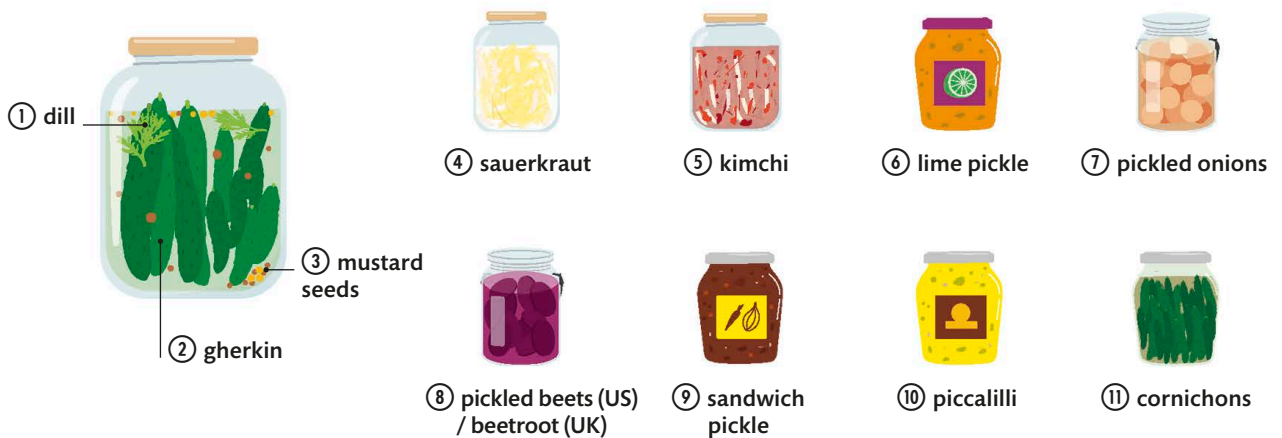 ① dill
② gherkin
③ mustard
seeds
④ sauerkraut
⑤ kimchi
⑥ lime pickle
⑦ pickled onions
⑧ pickled beets (US)
/ beetroot (UK)
⑨ sandwich
pickle
⑩ piccalilli
⑪ cornichons